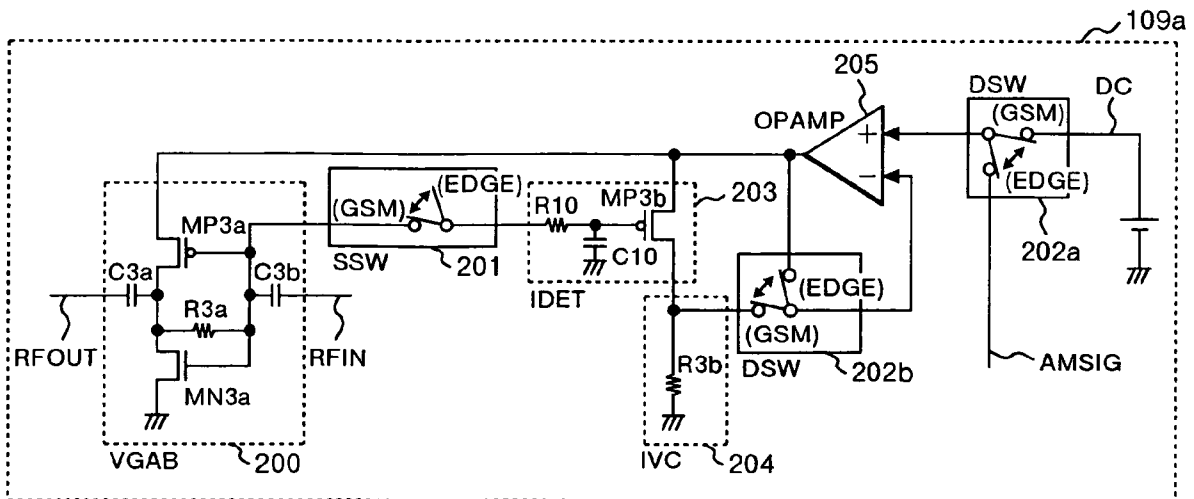 109a
205
DSW
DC
OPAMP
(GSM)
+
(EDGE)
−
MP3b
203
(EDGE)
MP3a
(GSM)
R10
202a
C3a
C3b
SSW
201
C10
IDET
(EDGE)
R3a
(GSM)
RFOUT
RFIN
R3b
DSW
202b
AMSIG
MN3a
VGAB
200
IVC
204